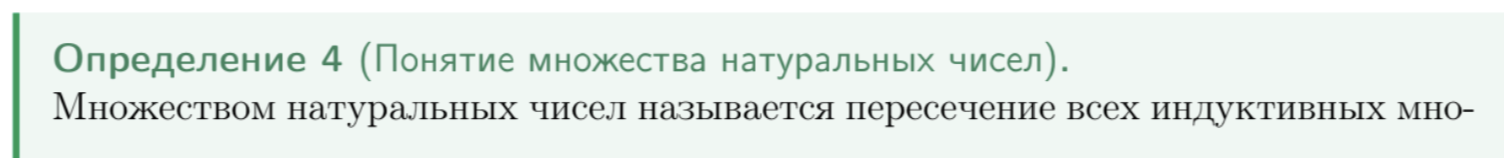 Определение 4 (Понятие множества натуральных чисел).
Множеством натуральных чисел называется пересечение всех индуктивных мно-